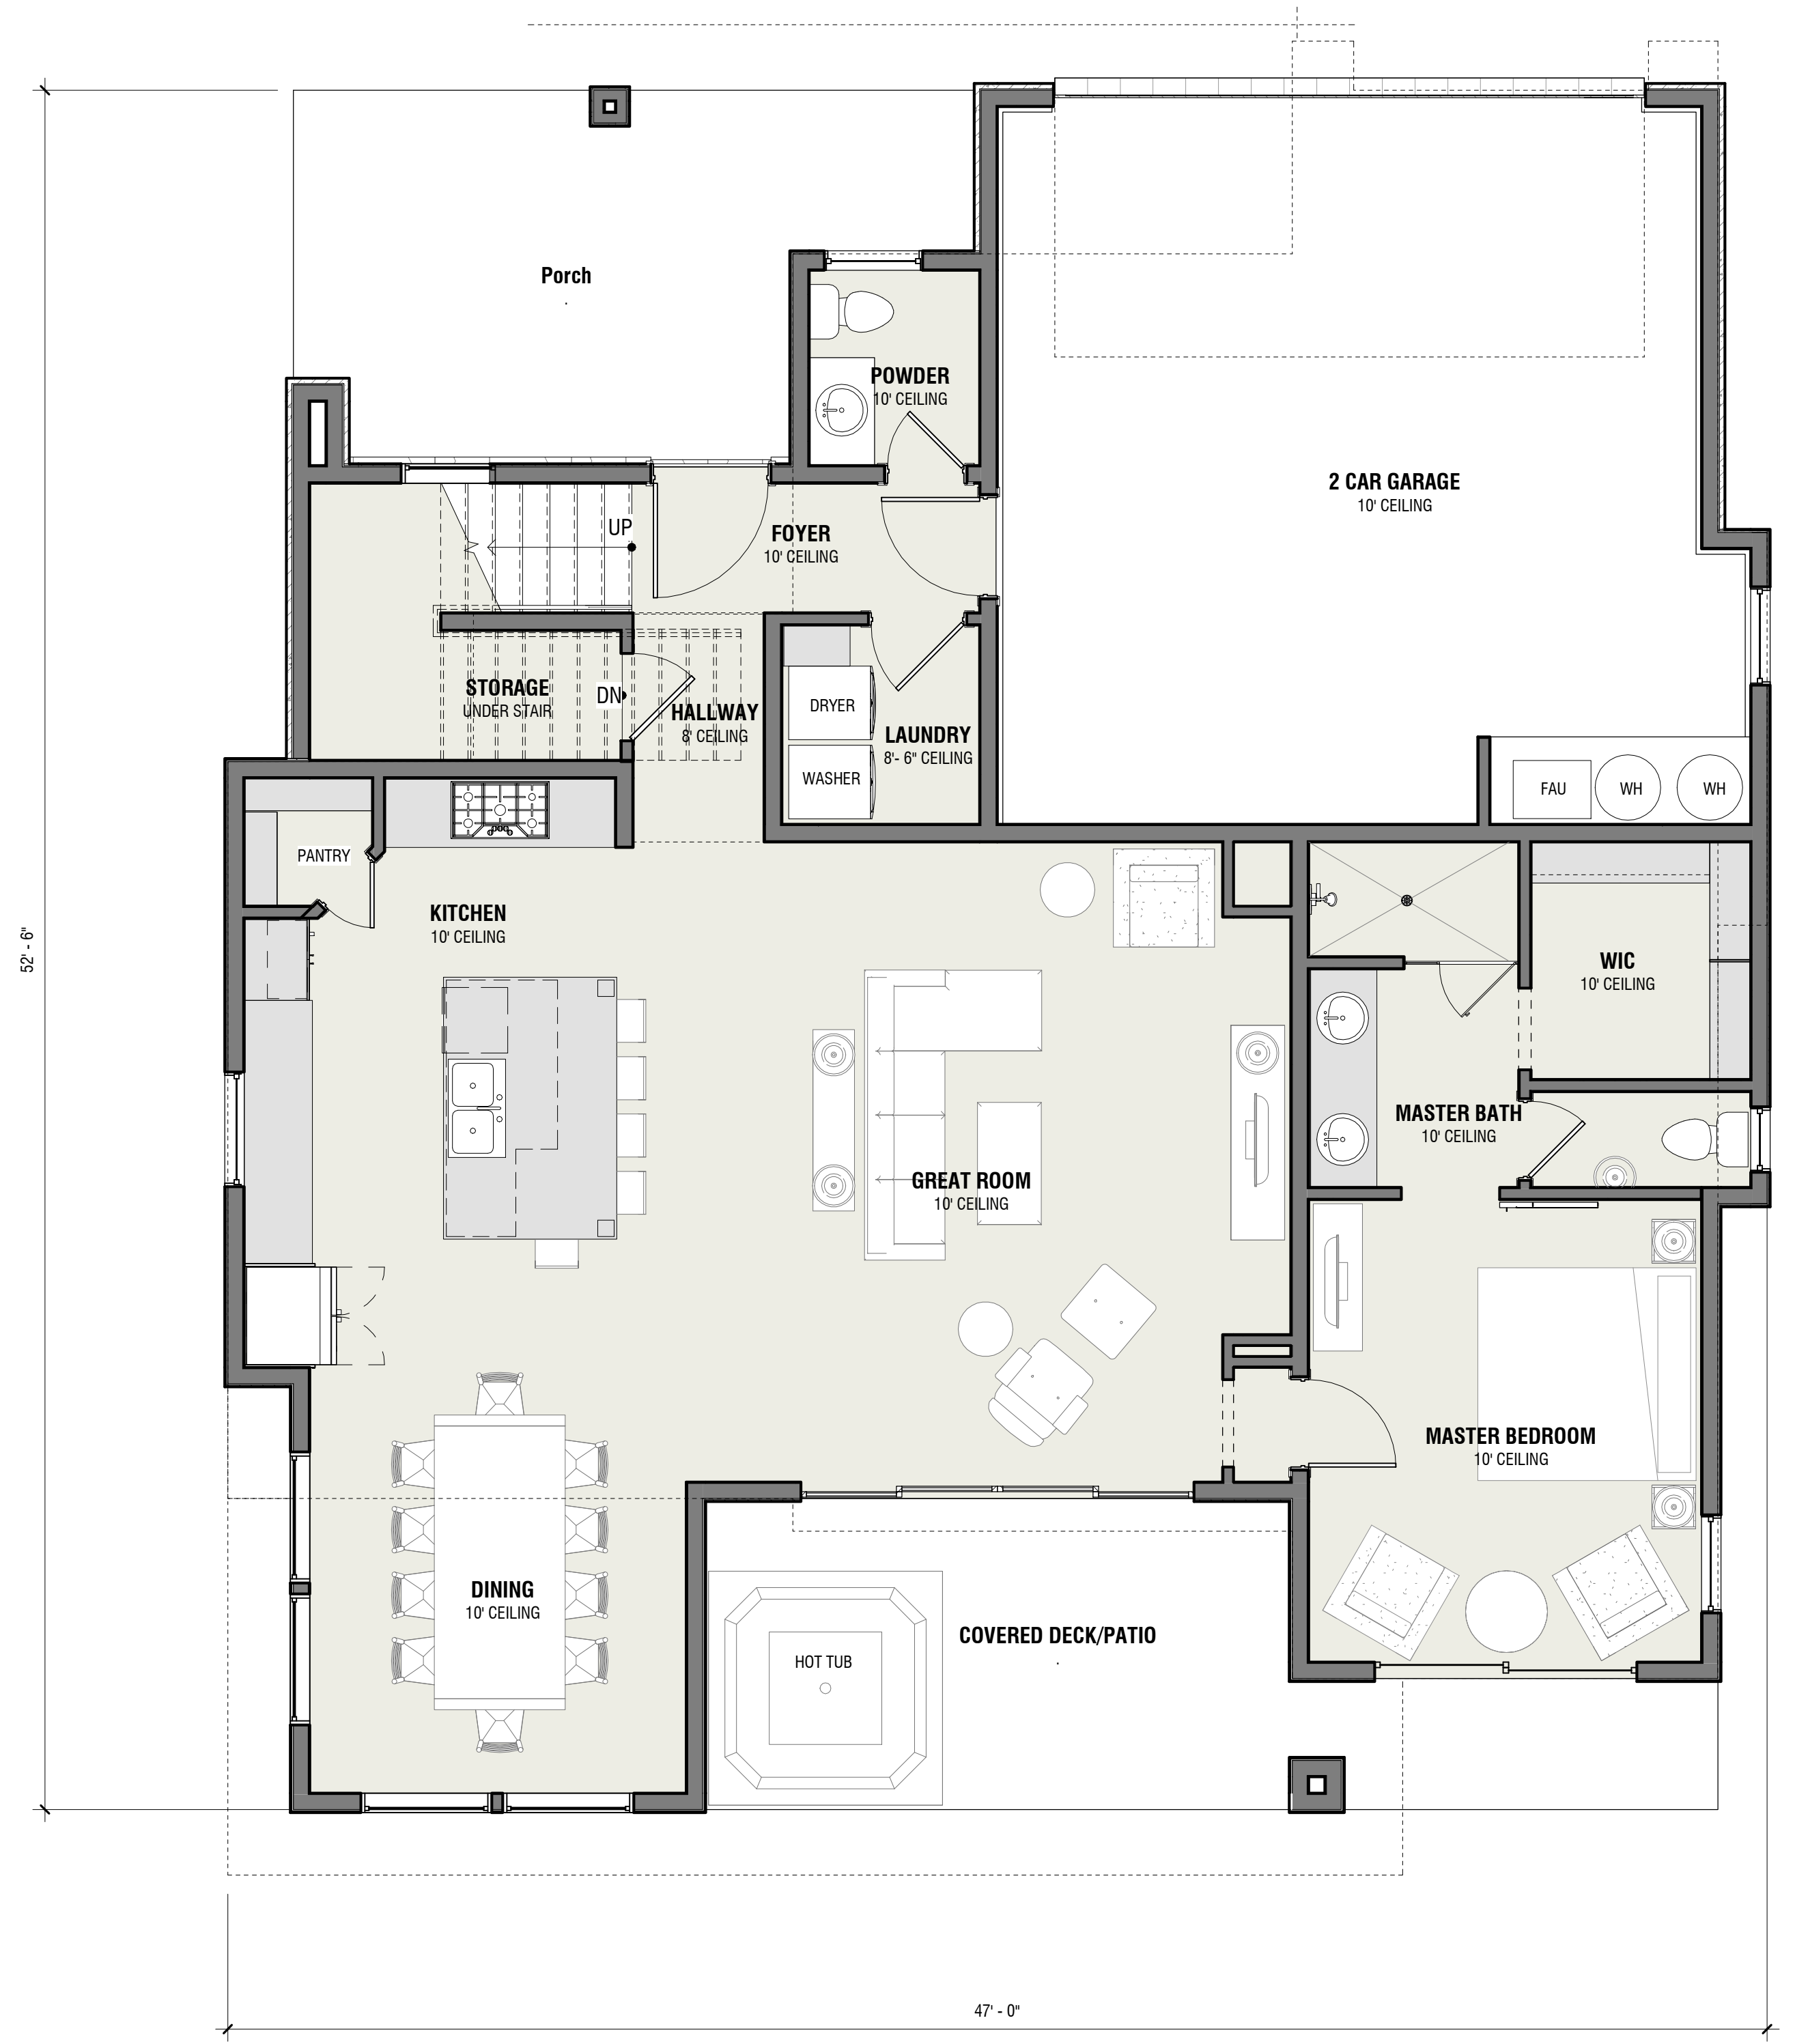 Porch
POWDER
10' CEILING
2 CAR GARAGE
10' CEILING
UP
FOYER
10' CEILING
STORAGE
UNDER STAIR
DN
HALLWAY
8' CEILING
DRYER
LAUNDRY
8'- 6" CEILING
WASHER
FAU
WH
WH
PANTRY
KITCHEN
10' CEILING
52' - 6"
WIC
10' CEILING
MASTER BATH
10' CEILING
GREAT ROOM
10' CEILING
MASTER BEDROOM
10' CEILING
DINING
10' CEILING
COVERED DECK/PATIO
HOT TUB
47' - 0"